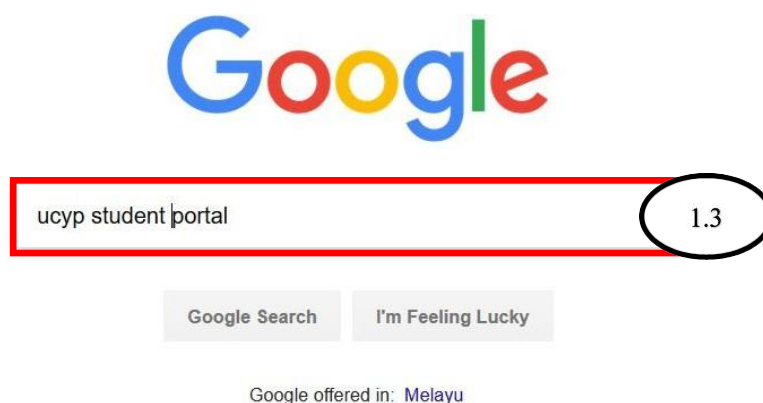 Google
ucyp student portal
1.3
Google Search I'm Feeling Lucky
Google offered in: Melayu